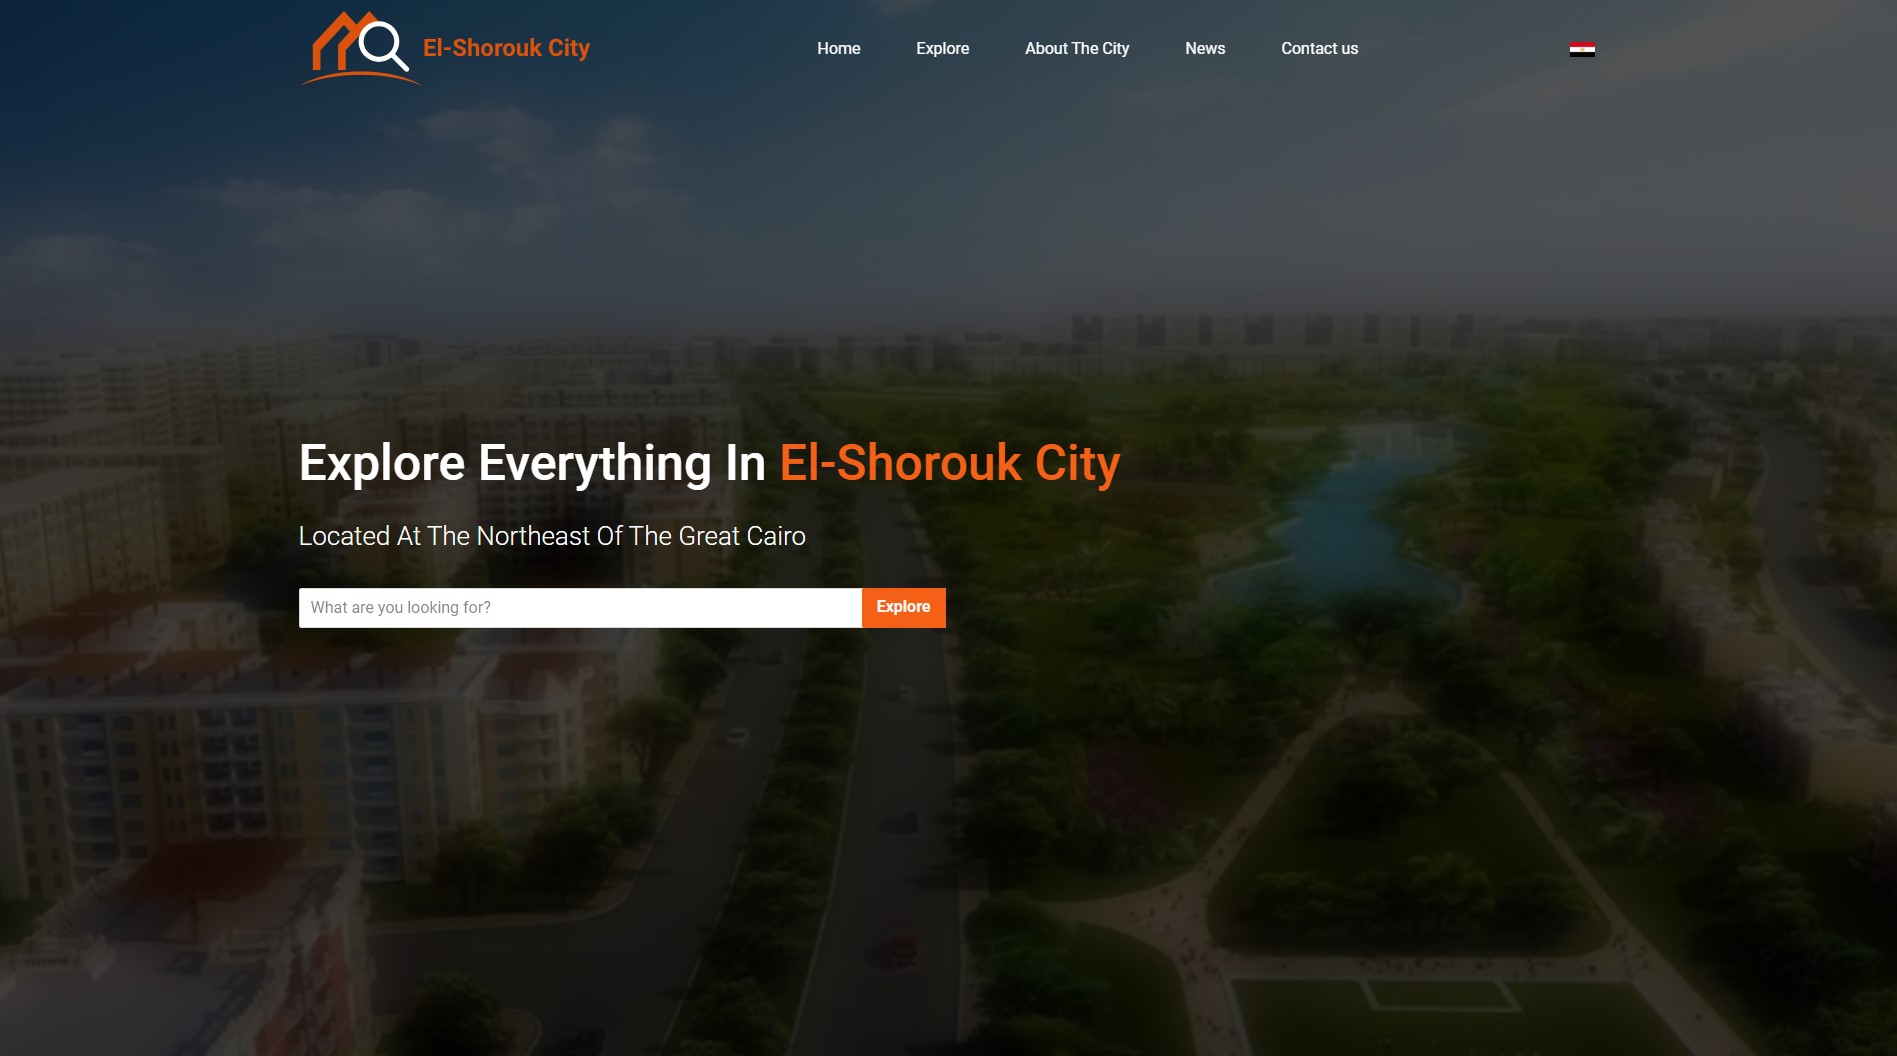 El-Shorouk City
Home
Explore
About The City
News
Contact us
Explore Everything In El-Shorouk City
Located At The Northeast Of The Great Cairo
What are you looking for?
Explore